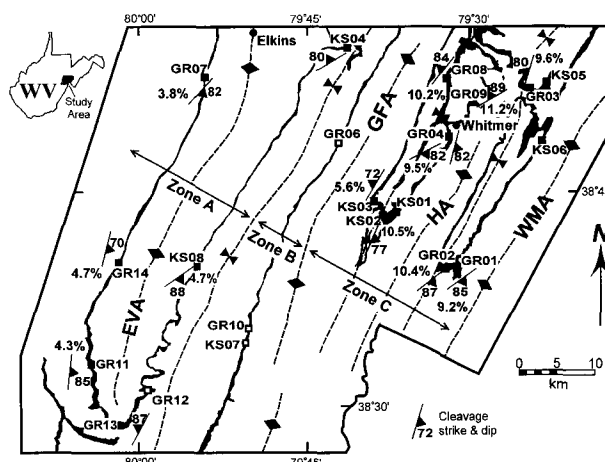 80°00'
79°45'
79°30'
Elkins
KS04
80
84
GR08
80
9.6%
KS05
GR07
WV
Study
Area
3.8%
82
10.2%
GR09
89
11.2%
GR03
GR06
GFA
GR04
Whitmer
KS06
82
82
9.5%
72
5.6%
38°4
Zone A
KS03
KS01
KS02
HA
WMA
10.5%
77
N
Zone B
70
4.7%
GR14
KS08
4.7%
88
GR02
GR01
10.4%
87
85
9.2%
Zone C
EVA
GR10
KS07
4.3%
GR11
85
GR12
0
10
km
GR13
87
38°30'
72
Cleavage
strike & dip
80°00'
79°45'